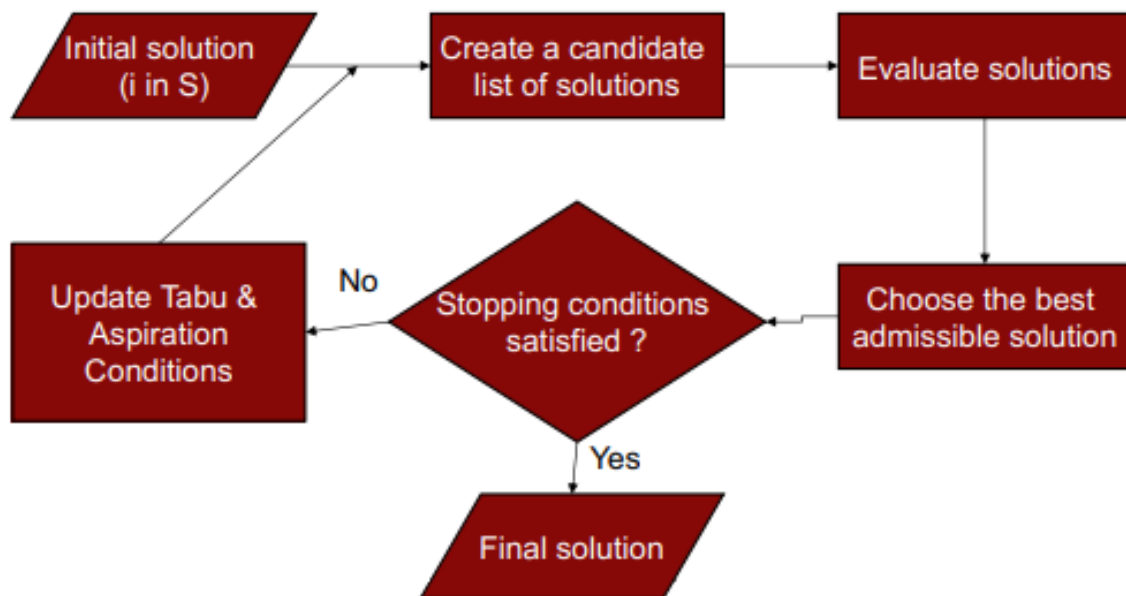 Initial solution
(i in S)
Create a candidate
list of solutions
Evaluate solutions
Update Tabu &
Aspiration
Conditions
No
Stopping conditions
satisfied ?
Choose the best
admissible solution
Yes
Final solution